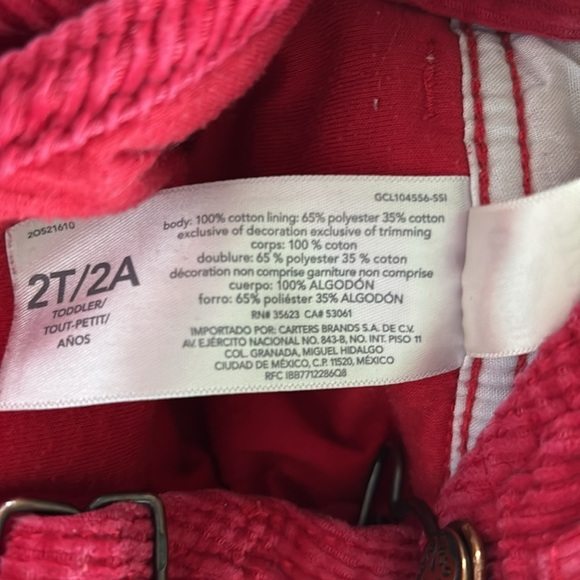 GCL104556-SSI
2O521610
2T/2A
TODDLER/
TOUT-PETIT/
AÑOS
body: 100% cotton lining: 65% polyester 35% cotton
exclusive of decoration exclusive of trimming
corps: 100 % coton
doublure: 65 % polyester 35 % coton
décoration non comprise garniture non comprise
cuerpo: 100% ALGODÓN
forro: 65% poliéster 35% ALGODÓN
RN# 35623 CA# 53061
IMPORTADO POR: CARTERS BRANDS S.A. DE C.V.
AV. EJÉRCITO NACIONAL NO. 843-B, NO. INT. PISO 11
COL. GRANADA, MIGUEL HIDALGO
CIUDAD DE MÉXICO, C.P. 11520, MÉXICO
RFC IBB7712286Q8